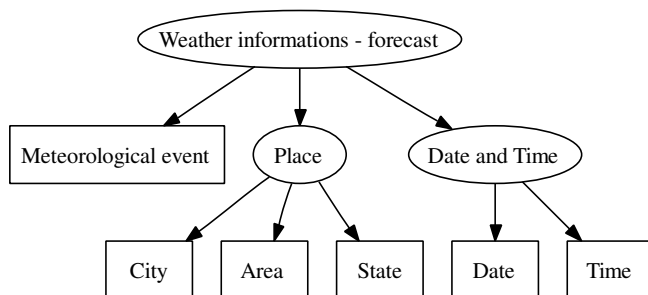 Weather informations - forecast
Meteorological event
Place
Date and Time
City
Area
State
Date
Time